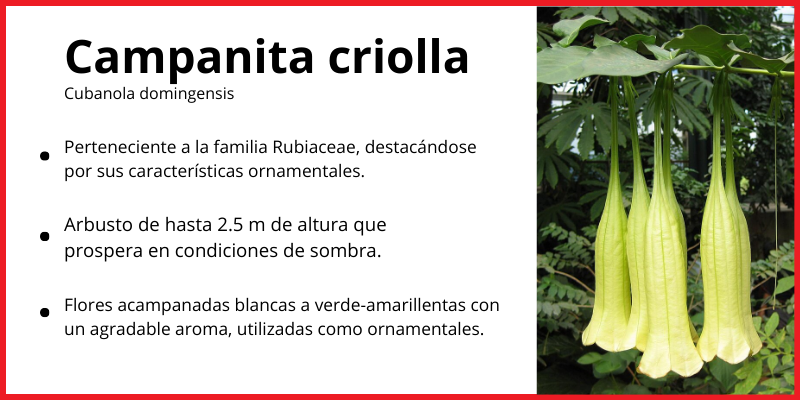 Campanita criolla
Cubanola domingensis
Perteneciente a la familia Rubiaceae, destacándose
por sus características ornamentales.
Arbusto de hasta 2.5 m de altura que
prospera en condiciones de sombra.
Flores acampanadas blancas a verde-amarillentas con
un agradable aroma, utilizadas como ornamentales.